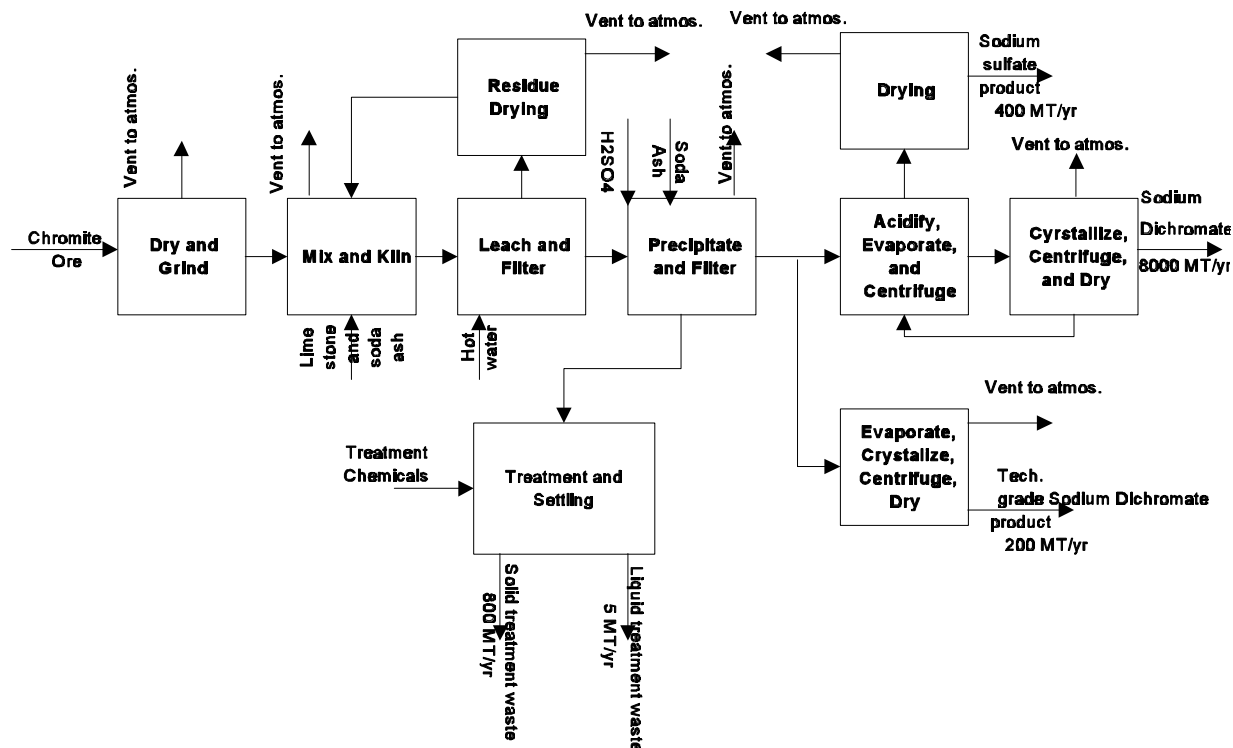 Vent to atmos.
Vent to atmos.
Sodium
sulfate
product
400 MT/yr
Residue
Drying
Drying
Vent to atmos.
Vent to atmos.
H2SO4
Soda
Ash
Vent to atmos.
Vent to atmos.
Chromite
Ore
Dry and
Grind
Mix and Kiln
Leach and
Filter
Precipitate
and Filter
Acidify,
Evaporate,
and
Centrifuge
Cyrstallize,
Centrifuge,
and Dry
Sodium
Dichromate
8000 MT/yr
Lime
stone
and
soda
ash
Hot
water
Vent to atmos.
Treatment
Chemicals
Treatment and
Settling
Evaporate,
Crystalize,
Centrifuge,
Dry
Tech.
grade Sodium Dichromate
product
200 MT/yr
Solid treatment waste
800 MT/yr
Liquid treatment waste
5 MT/yr